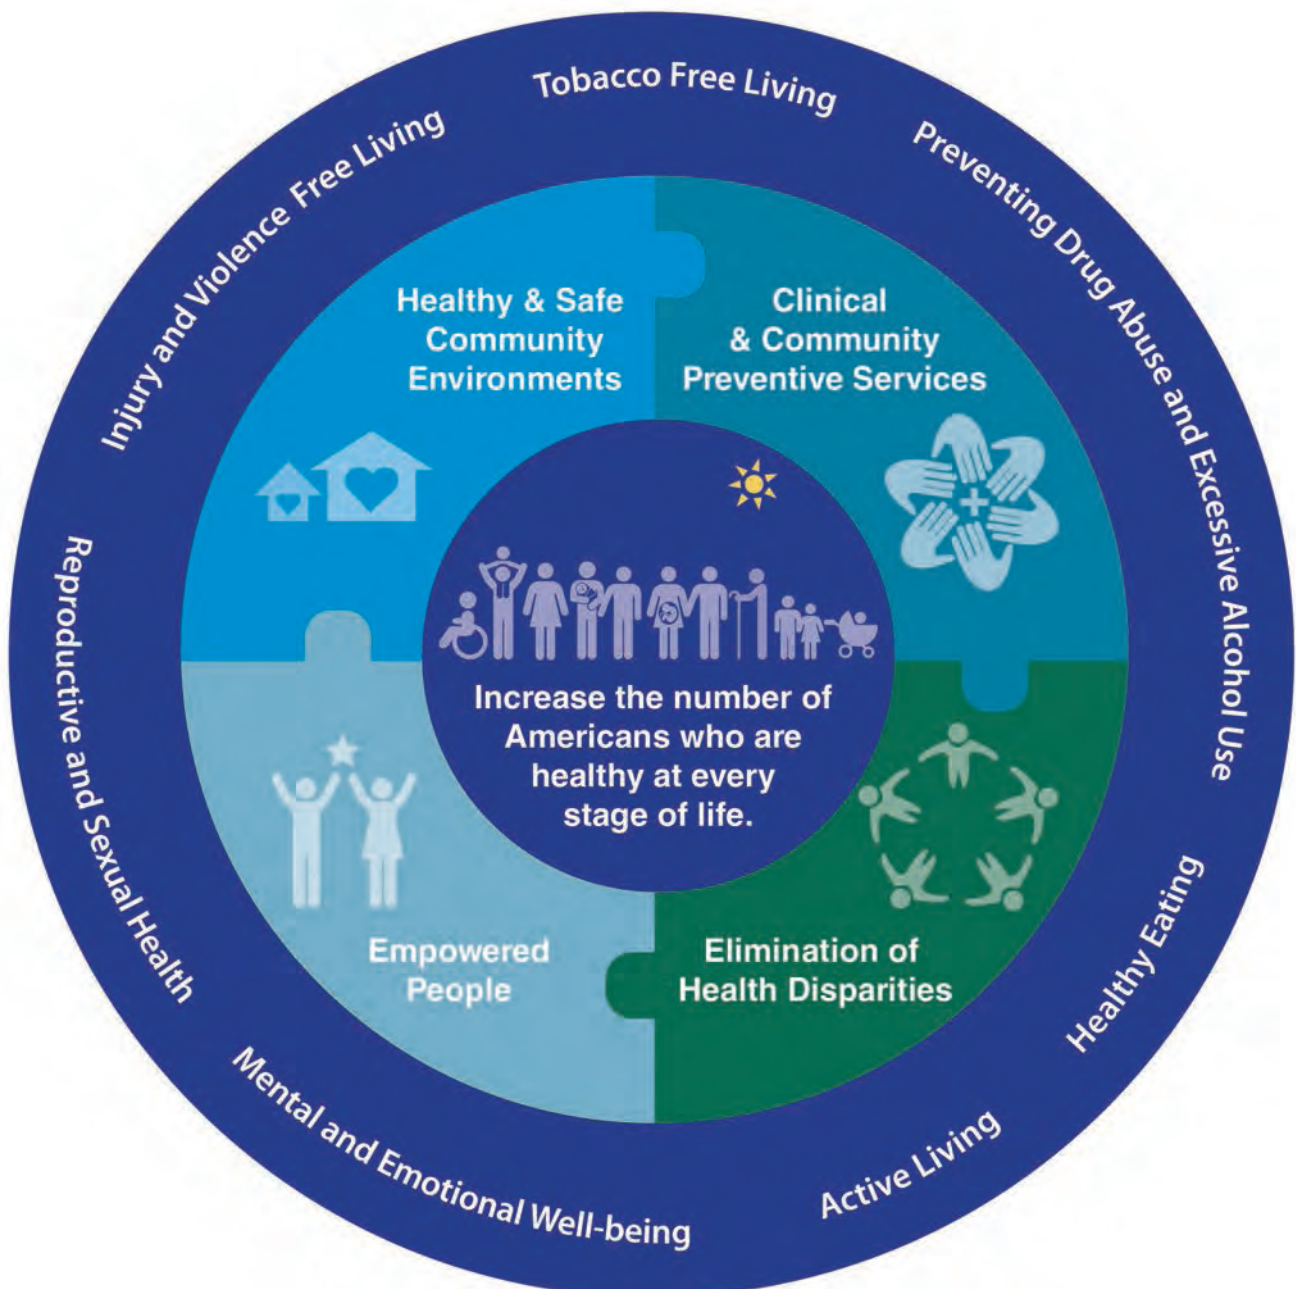 Tobacco Free Living
Preventing Drug Abuse and Excessive Alcohol Use
Healthy Eating
Active Living
Mental and Emotional Well-being
Reproductive and Sexual Health
Injury and Violence Free Living
Healthy & Safe
Community
Environments
Clinical
& Community
Preventive Services
Increase the number of
Americans who are
healthy at every
stage of life.
Empowered
People
Elimination of
Health Disparities